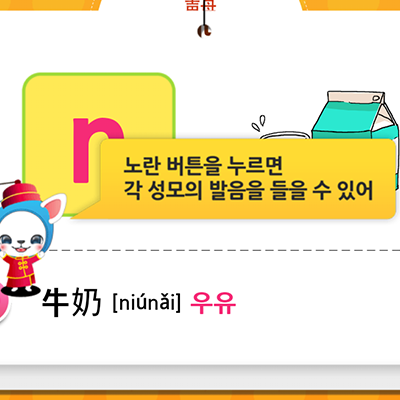 n
노란 버튼을 누르면
각 성모의 발음을 들을 수 있어
牛奶 [niúnǎi] 우유